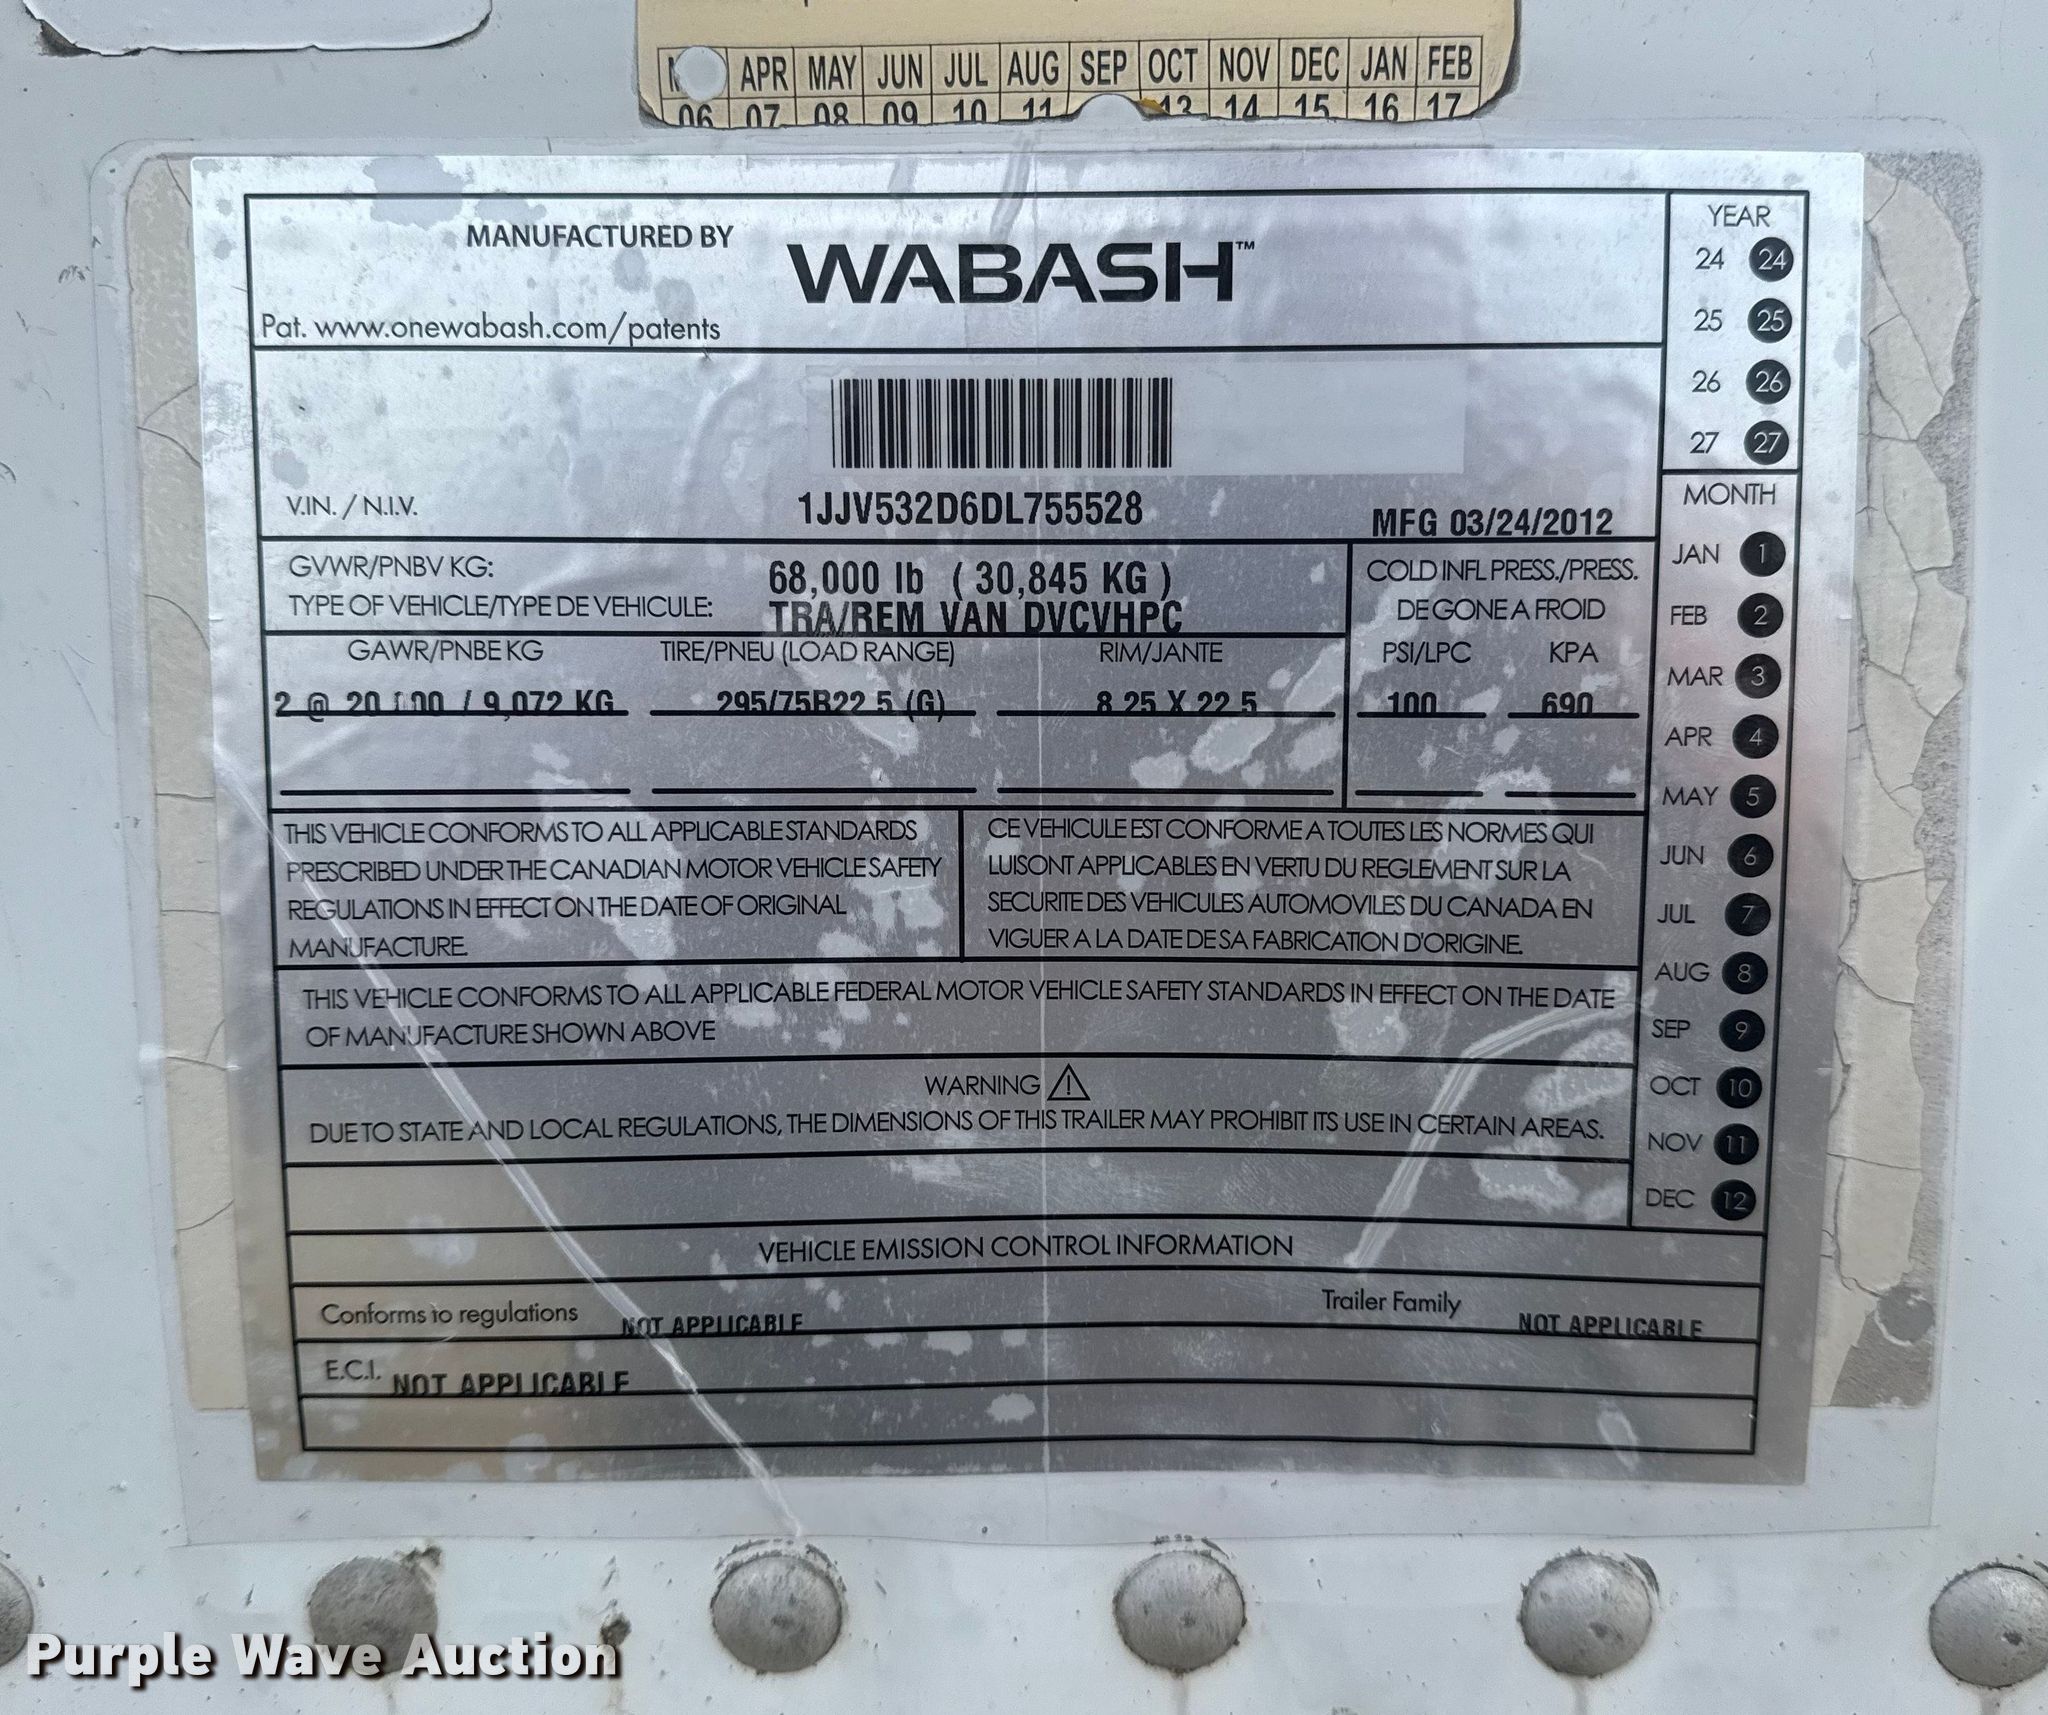 APR MAY JUN JUL AUG SEP OCT NOV DEC JAN FEB
06 07 08 09 10 11 13 14 15 16 17
MANUFACTURED BY WABASH™
Pat. www.onewabash.com/patents
V.IN. / N.I.V. 1JJV532D6DL755528 MFG 03/24/2012
GVWR/PNBV KG: 68,000 lb ( 30,845 KG )
TYPE OF VEHICLE/TYPE DE VEHICULE: TRA/REM VAN DVCVHPC
COLD INFL PRESS./PRESS.
DE GONE A FROID
GAWR/PNBE KG TIRE/PNEU (LOAD RANGE) RIM/JANTE PSI/LPC KPA
2 @ 20,000 / 9,072 KG 295/75R22.5 (G) 8.25 X 22.5 100 690
THIS VEHICLE CONFORMS TO ALL APPLICABLE STANDARDS
PRESCRIBED UNDER THE CANADIAN MOTOR VEHICLE SAFETY
REGULATIONS IN EFFECT ON THE DATE OF ORIGINAL
MANUFACTURE.
CE VEHICULE EST CONFORME A TOUTES LES NORMES QUI
LUISONT APPLICABLES EN VERTU DU REGLEMENT SUR LA
SECURITE DES VEHICULES AUTOMOVILES DU CANADA EN
VIGUER A LA DATE DE SA FABRICATION D'ORIGINE.
THIS VEHICLE CONFORMS TO ALL APPLICABLE FEDERAL MOTOR VEHICLE SAFETY STANDARDS IN EFFECT ON THE DATE
OF MANUFACTURE SHOWN ABOVE
WARNING
DUE TO STATE AND LOCAL REGULATIONS, THE DIMENSIONS OF THIS TRAILER MAY PROHIBIT ITS USE IN CERTAIN AREAS.
VEHICLE EMISSION CONTROL INFORMATION
Conforms to regulations NOT APPLICABLE Trailer Family NOT APPLICABLE
E.C.I. NOT APPLICABLE
YEAR
24 24
25 25
26 26
27 27
MONTH
JAN 1
FEB 2
MAR 3
APR 4
MAY 5
JUN 6
JUL 7
AUG 8
SEP 9
OCT 10
NOV 11
DEC 12
Purple Wave Auction